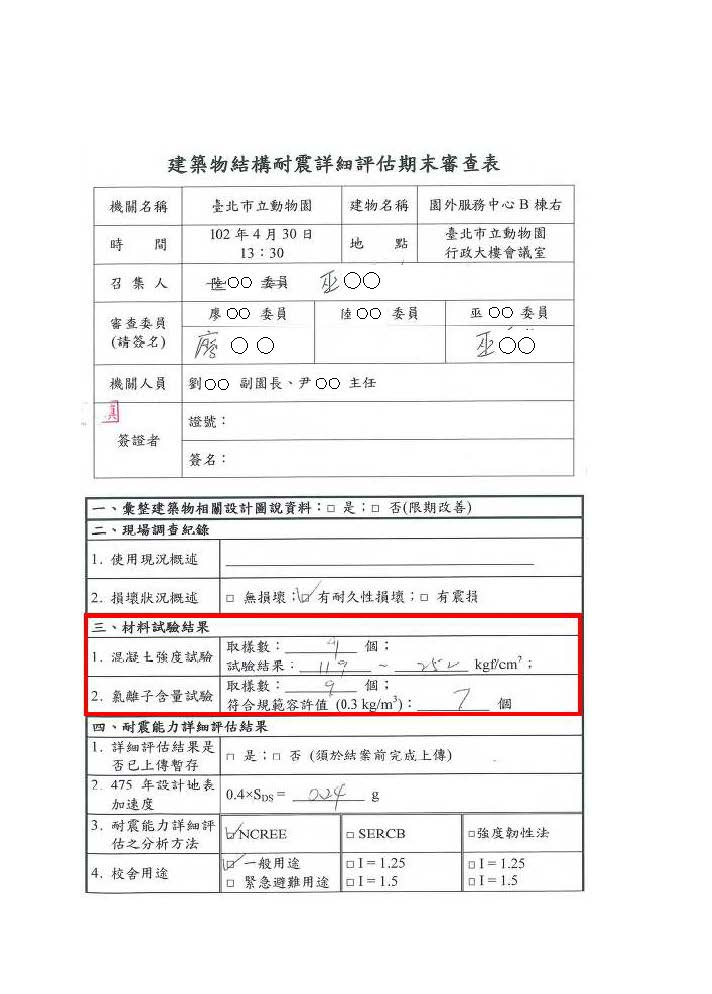 建築物結構耐震詳細評估期末審查表
機關名稱 臺北市立動物園 建物名稱 園外服務中心 B 棟右
時 間 102 年 4 月 30 日 13：30 地 點 臺北市立動物園 行政大樓會議室
召 集 人 陸○○ 委員 巫○○
審查委員 (請簽名) 廖○○ 委員 陸○○ 委員 巫○○ 委員
廖○○ 巫○○
機關人員 劉○○ 副園長、尹○○ 主任
簽證者 證號：
簽名：
一、彙整建築物相關設計圖說資料：□ 是；□ 否(限期改善)
二、現場調查紀錄
1. 使用現況概述
2. 損壞狀況概述 □ 無損壞；☑ 有耐久性損壞；□ 有震損
三、材料試驗結果
1. 混凝土強度試驗 取樣數： 9 個；
試驗結果： 119 ~ 252 kgf/cm²；
2. 氯離子含量試驗 取樣數： 9 個；
符合規範容許值 (0.3 kg/m³)： 7 個
四、耐震能力詳細評估結果
1. 詳細評估結果是否已上傳暫存 □ 是；□ 否 (須於結案前完成上傳)
2. 475 年設計地表加速度 0.4×SDS = 0.24 g
3. 耐震能力詳細評估之分析方法 ☑NCREE □ SERCB □強度韌性法
4. 校舍用途 ☑ 一般用途 □ I = 1.25 □ I = 1.25
□ 緊急避難用途 □ I = 1.5 □ I = 1.5